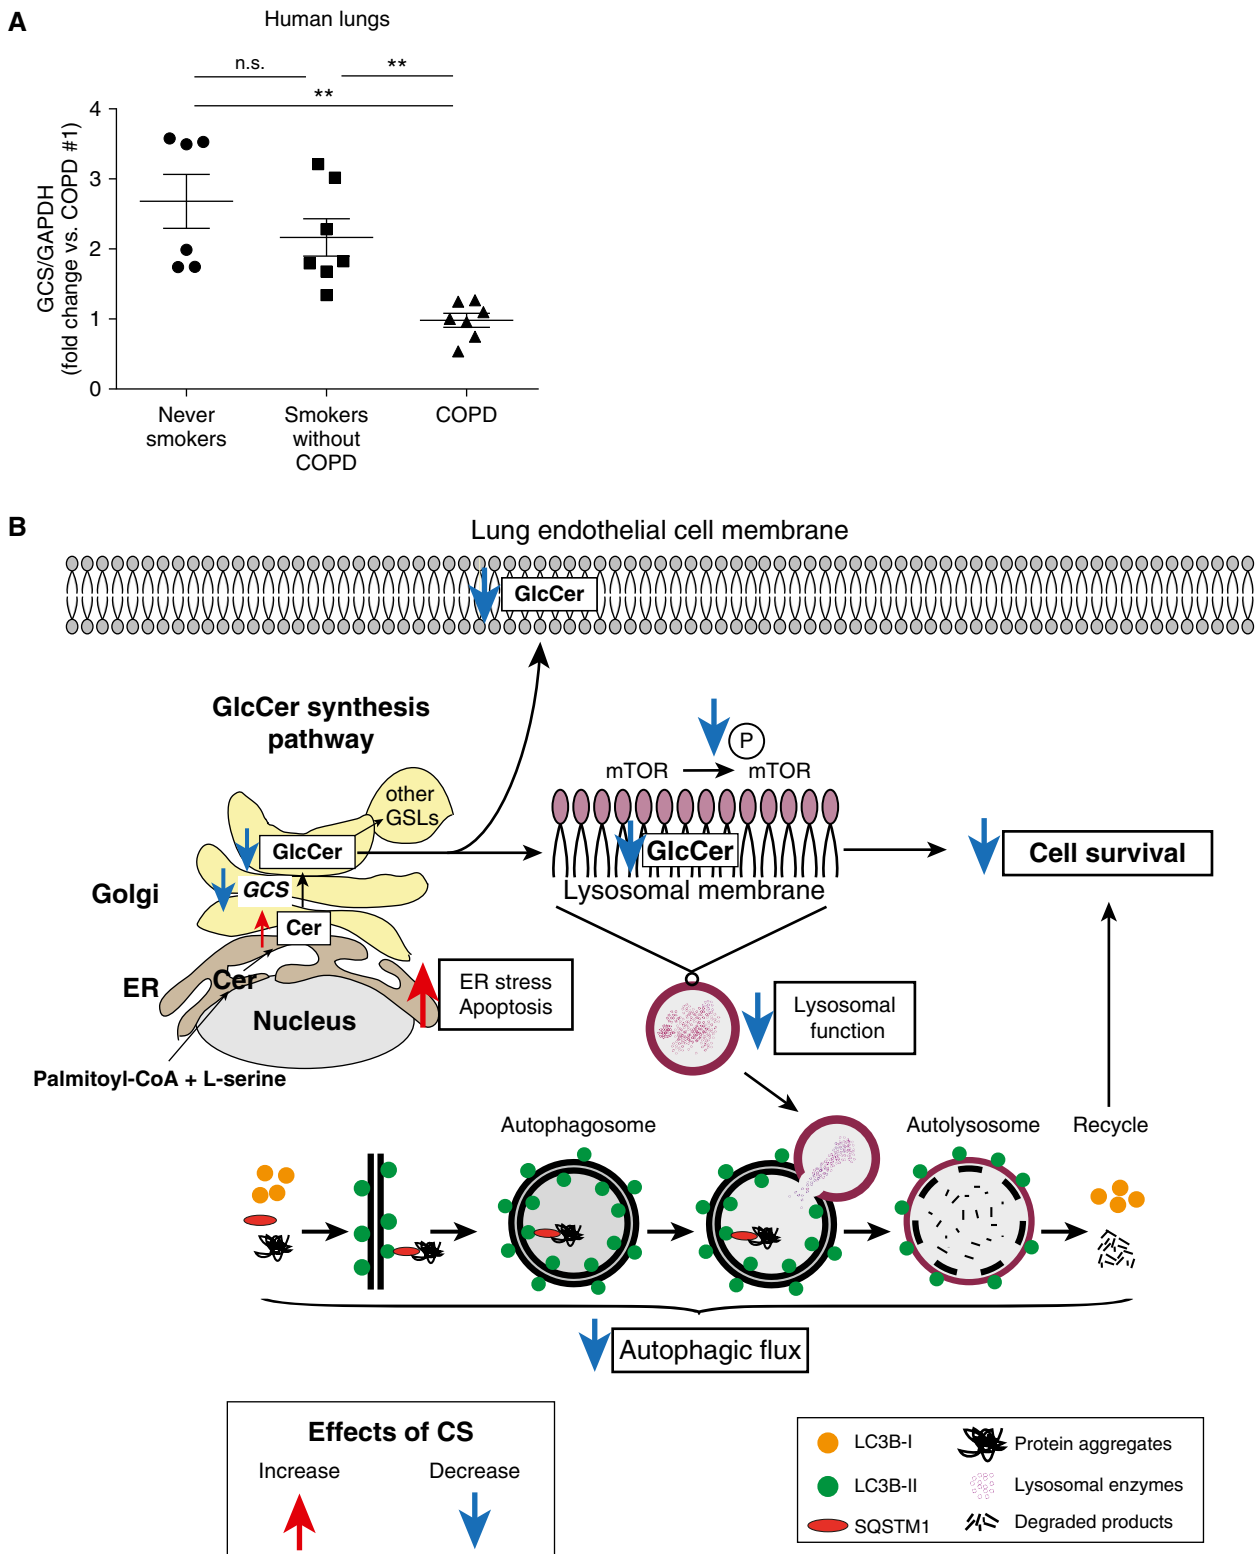 A
Human lungs
n.s.
**
**
GCS/GAPDH
(fold change vs. COPD #1)
4
3
2
1
0
Never
smokers
Smokers
without
COPD
COPD
B
Lung endothelial cell membrane
GlcCer
GlcCer synthesis
pathway
P
mTOR
mTOR
other
GSLs
GlcCer
GlcCer
Cell survival
Lysosomal membrane
Golgi
GCS
Cer
ER
Cer
ER stress
Apoptosis
Nucleus
Lysosomal
function
Palmitoyl-CoA + L-serine
Autophagosome
Autolysosome
Recycle
Autophagic flux
Effects of CS
Increase
Decrease
LC3B-I
Protein aggregates
LC3B-II
Lysosomal enzymes
SQSTM1
Degraded products